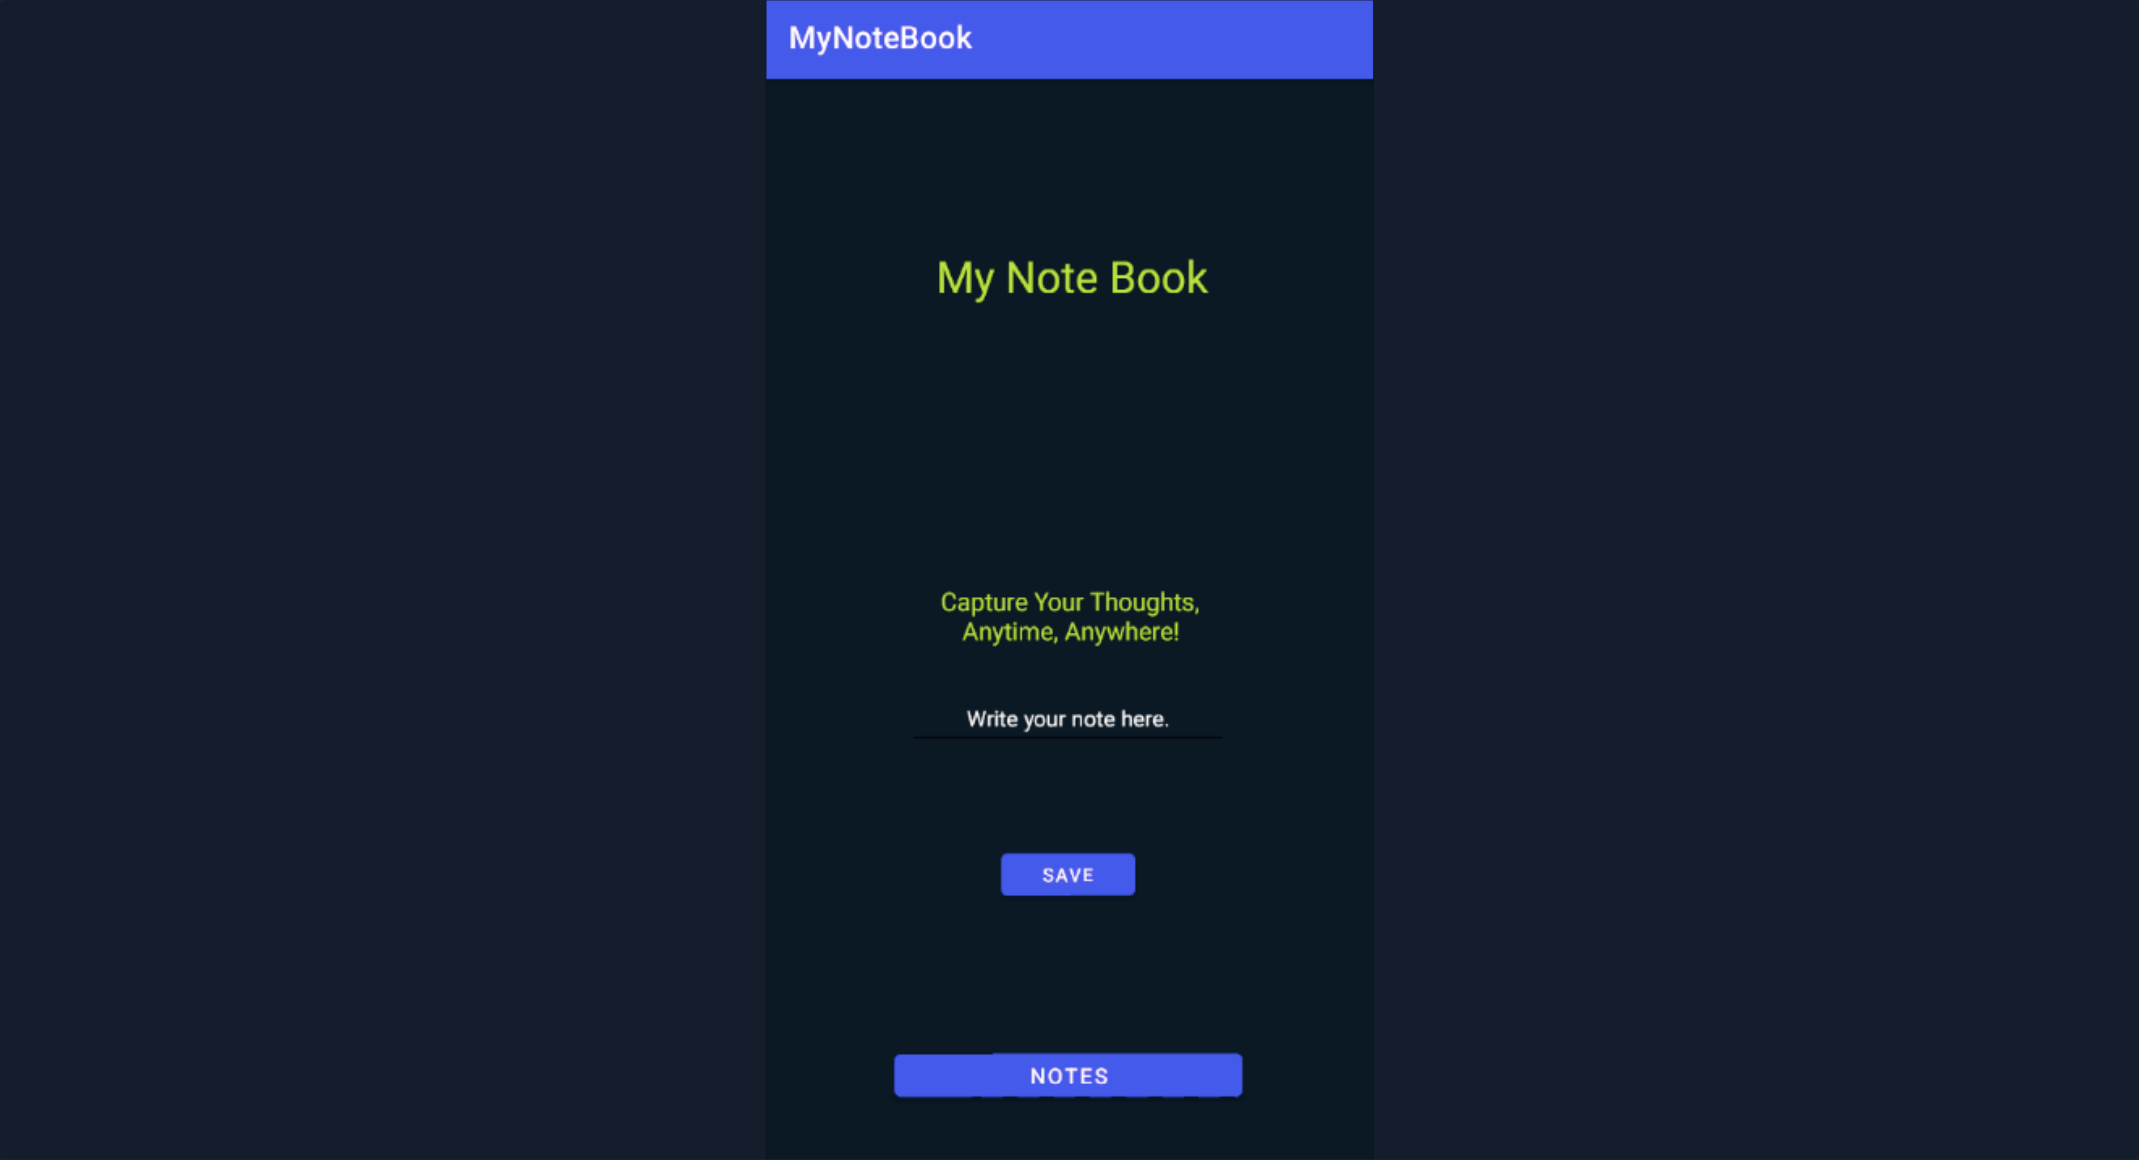 MyNoteBook
My Note Book
Capture Your Thoughts,
Anytime, Anywhere!
Write your note here.
SAVE
NOTES